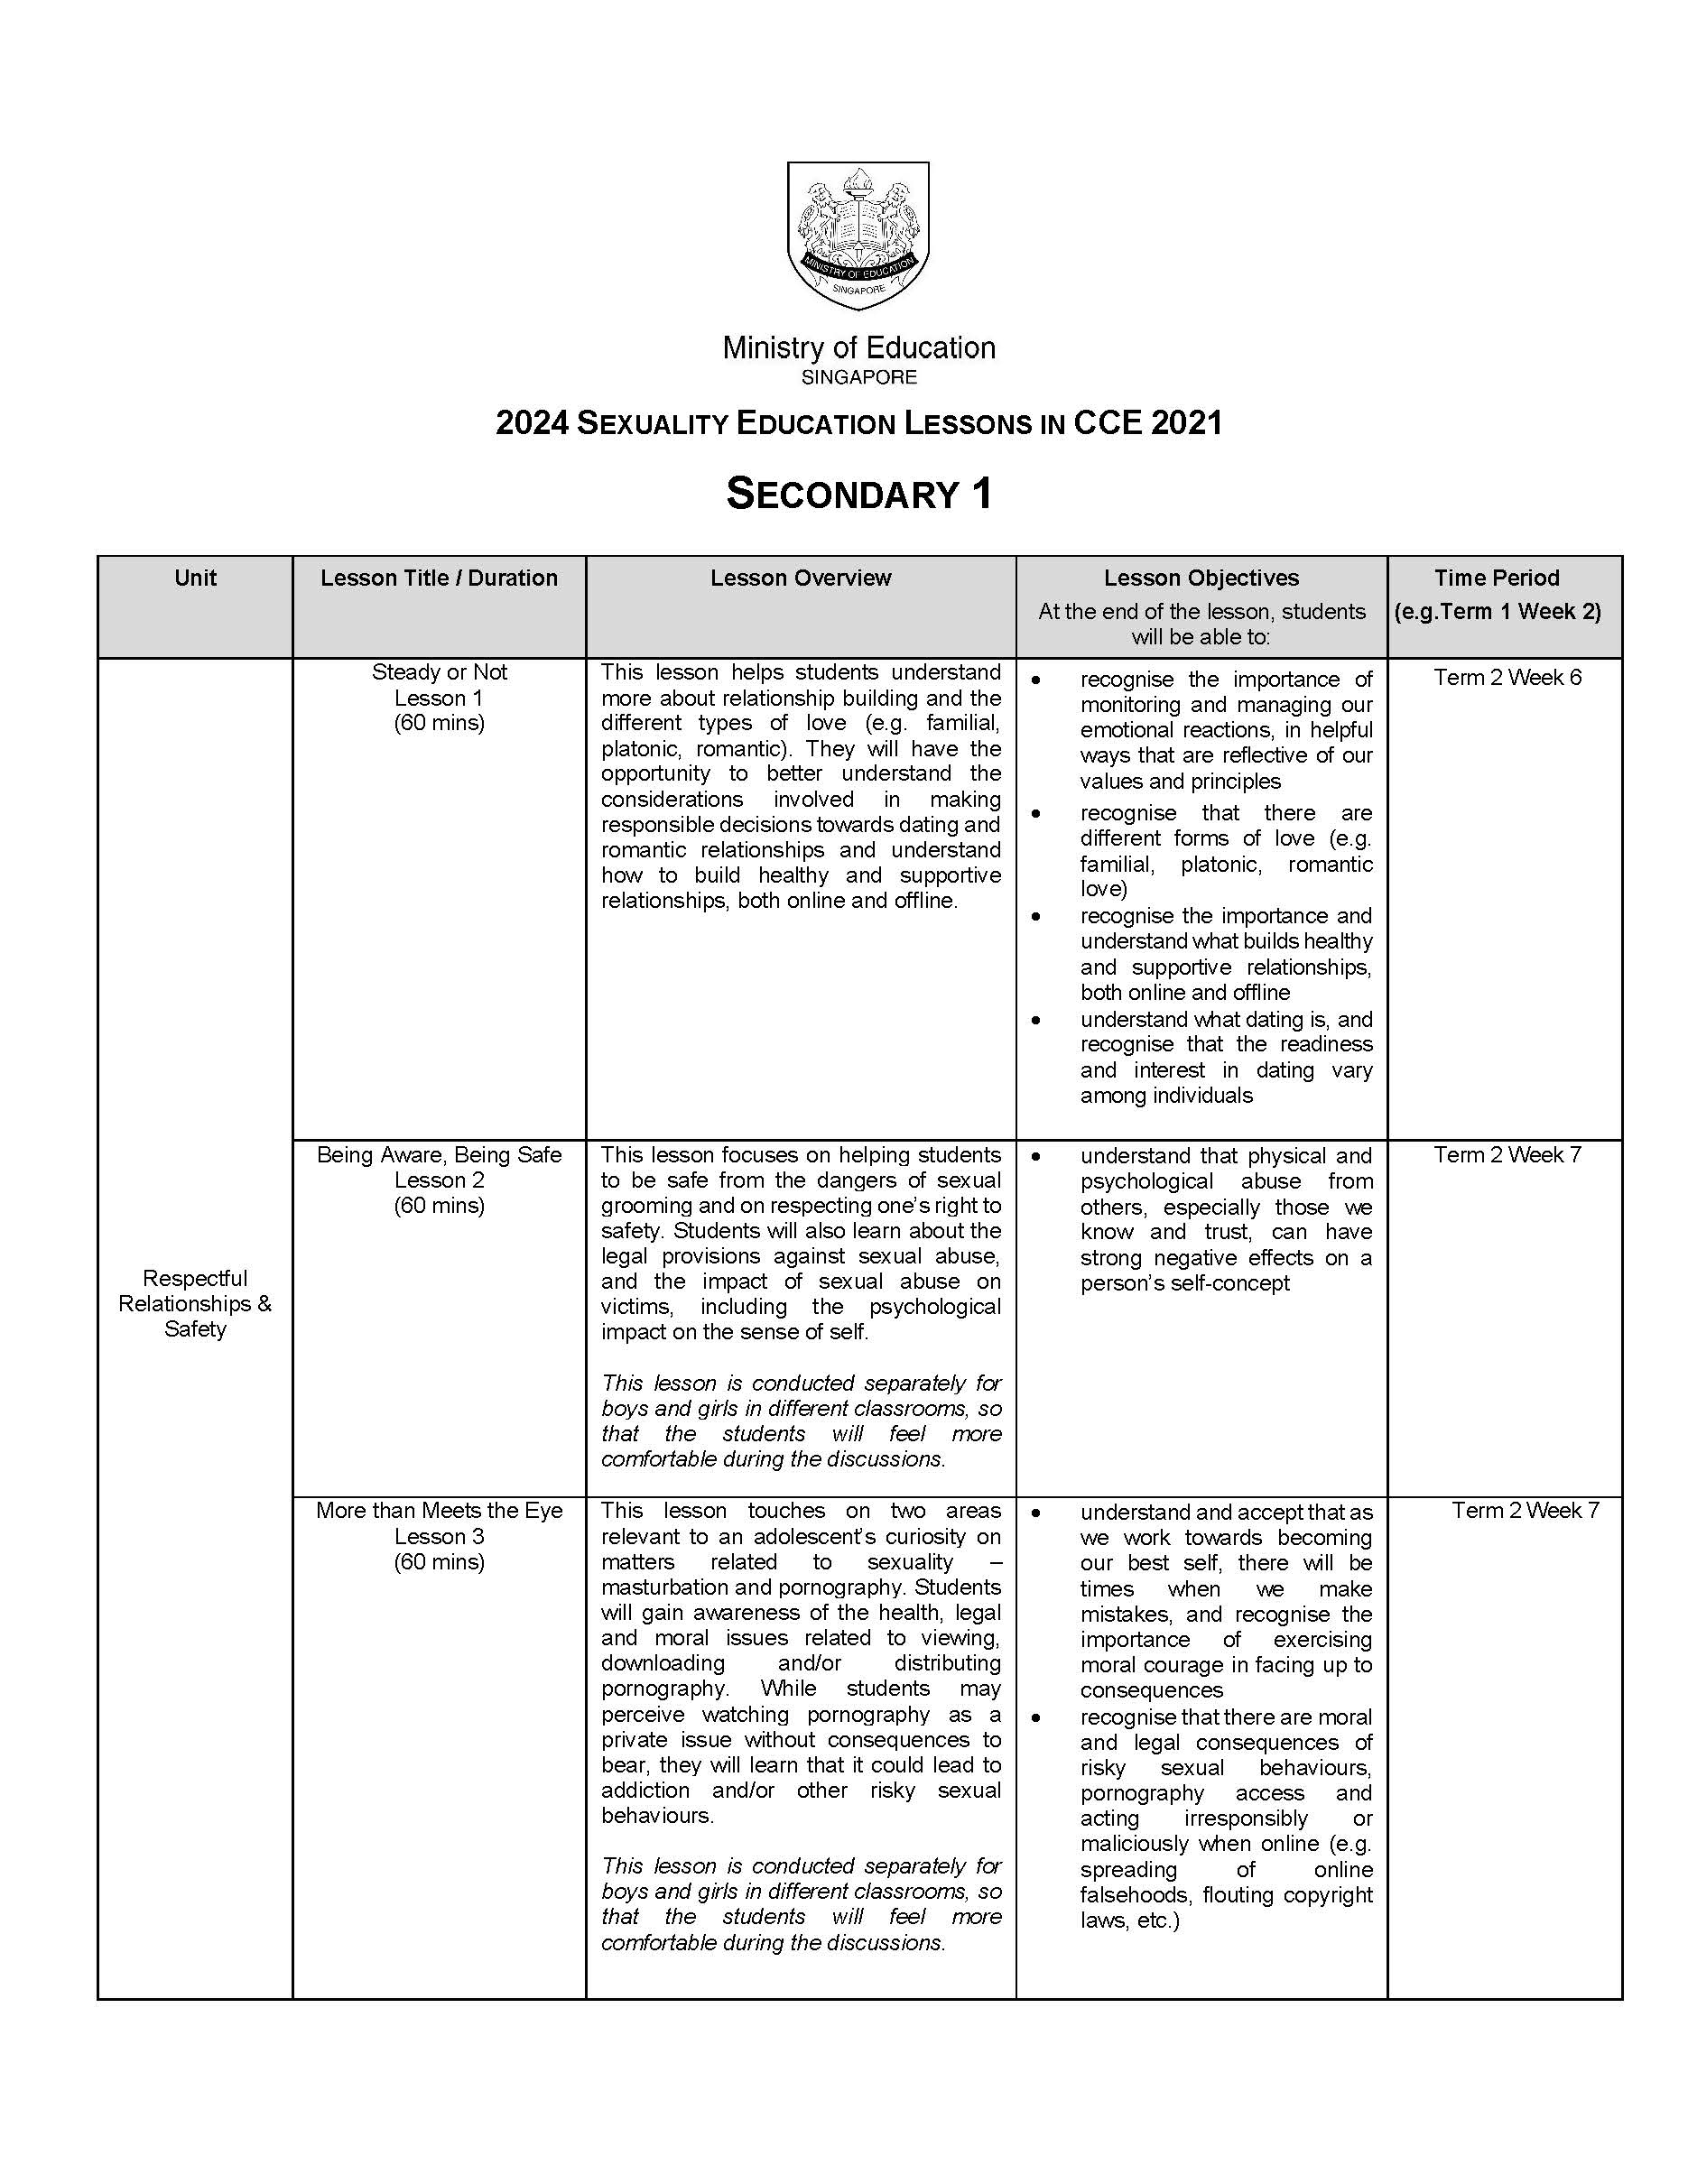 MINISTRY OF EDUCATION
SINGAPORE
Ministry of Education
SINGAPORE
2024 SEXUALITY EDUCATION LESSONS IN CCE 2021
SECONDARY 1
Unit
Lesson Title / Duration
Lesson Overview
Lesson Objectives
At the end of the lesson, students
will be able to:
Time Period
(e.g.Term 1 Week 2)
Respectful
Relationships &
Safety
Steady or Not
Lesson 1
(60 mins)
This lesson helps students understand
more about relationship building and the
different types of love (e.g. familial,
platonic, romantic). They will have the
opportunity to better understand the
considerations involved in making
responsible decisions towards dating and
romantic relationships and understand
how to build healthy and supportive
relationships, both online and offline.
• recognise the importance of
monitoring and managing our
emotional reactions, in helpful
ways that are reflective of our
values and principles
• recognise that there are
different forms of love (e.g.
familial, platonic, romantic
love)
• recognise the importance and
understand what builds healthy
and supportive relationships,
both online and offline
• understand what dating is, and
recognise that the readiness
and interest in dating vary
among individuals
Term 2 Week 6
Being Aware, Being Safe
Lesson 2
(60 mins)
This lesson focuses on helping students
to be safe from the dangers of sexual
grooming and on respecting one’s right to
safety. Students will also learn about the
legal provisions against sexual abuse,
and the impact of sexual abuse on
victims, including the psychological
impact on the sense of self.
This lesson is conducted separately for
boys and girls in different classrooms, so
that the students will feel more
comfortable during the discussions.
• understand that physical and
psychological abuse from
others, especially those we
know and trust, can have
strong negative effects on a
person’s self-concept
Term 2 Week 7
More than Meets the Eye
Lesson 3
(60 mins)
This lesson touches on two areas
relevant to an adolescent’s curiosity on
matters related to sexuality –
masturbation and pornography. Students
will gain awareness of the health, legal
and moral issues related to viewing,
downloading and/or distributing
pornography. While students may
perceive watching pornography as a
private issue without consequences to
bear, they will learn that it could lead to
addiction and/or other risky sexual
behaviours.
This lesson is conducted separately for
boys and girls in different classrooms, so
that the students will feel more
comfortable during the discussions.
• understand and accept that as
we work towards becoming
our best self, there will be
times when we make
mistakes, and recognise the
importance of exercising
moral courage in facing up to
consequences
• recognise that there are moral
and legal consequences of
risky sexual behaviours,
pornography access and
acting irresponsibly or
maliciously when online (e.g.
spreading of online
falsehoods, flouting copyright
laws, etc.)
Term 2 Week 7